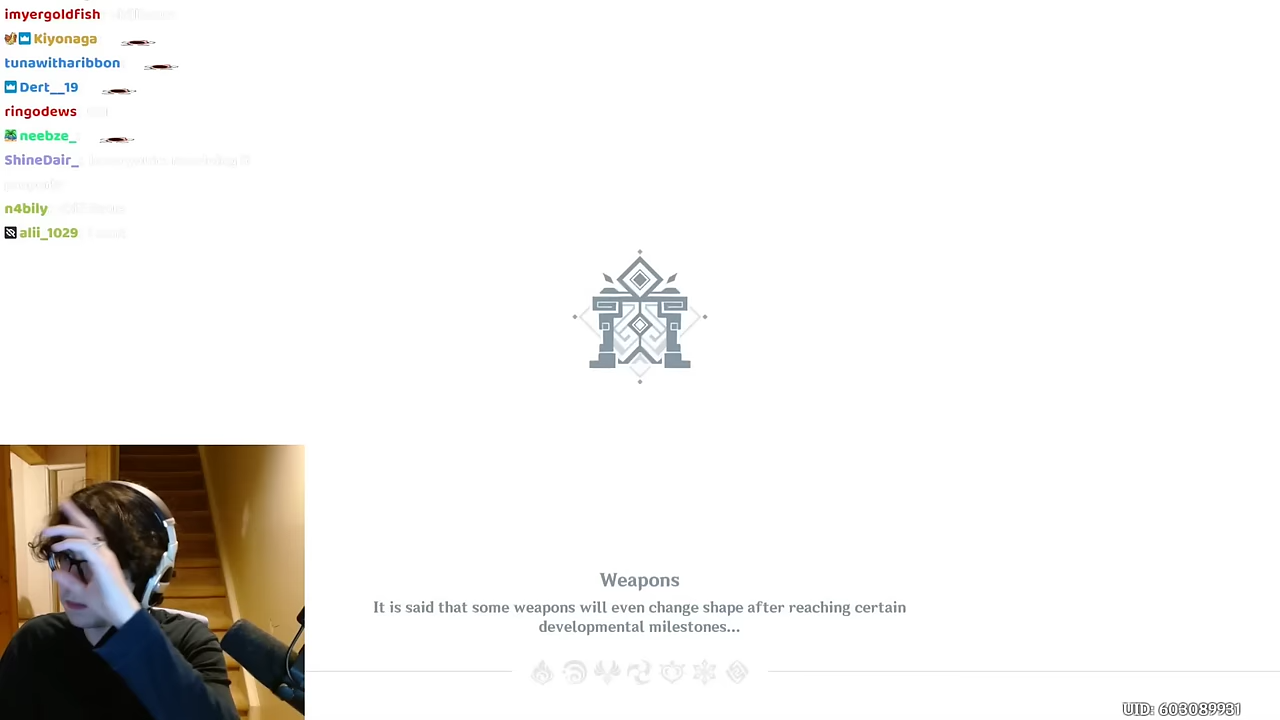 imyergoldfish
Kiyonaga
tunawitharibbon
Dert__19
ringodews
neebze_
ShineDair_
n4bily
alii_1029
Weapons
It is said that some weapons will even change shape after reaching certain
developmental milestones...
UID: 603089931